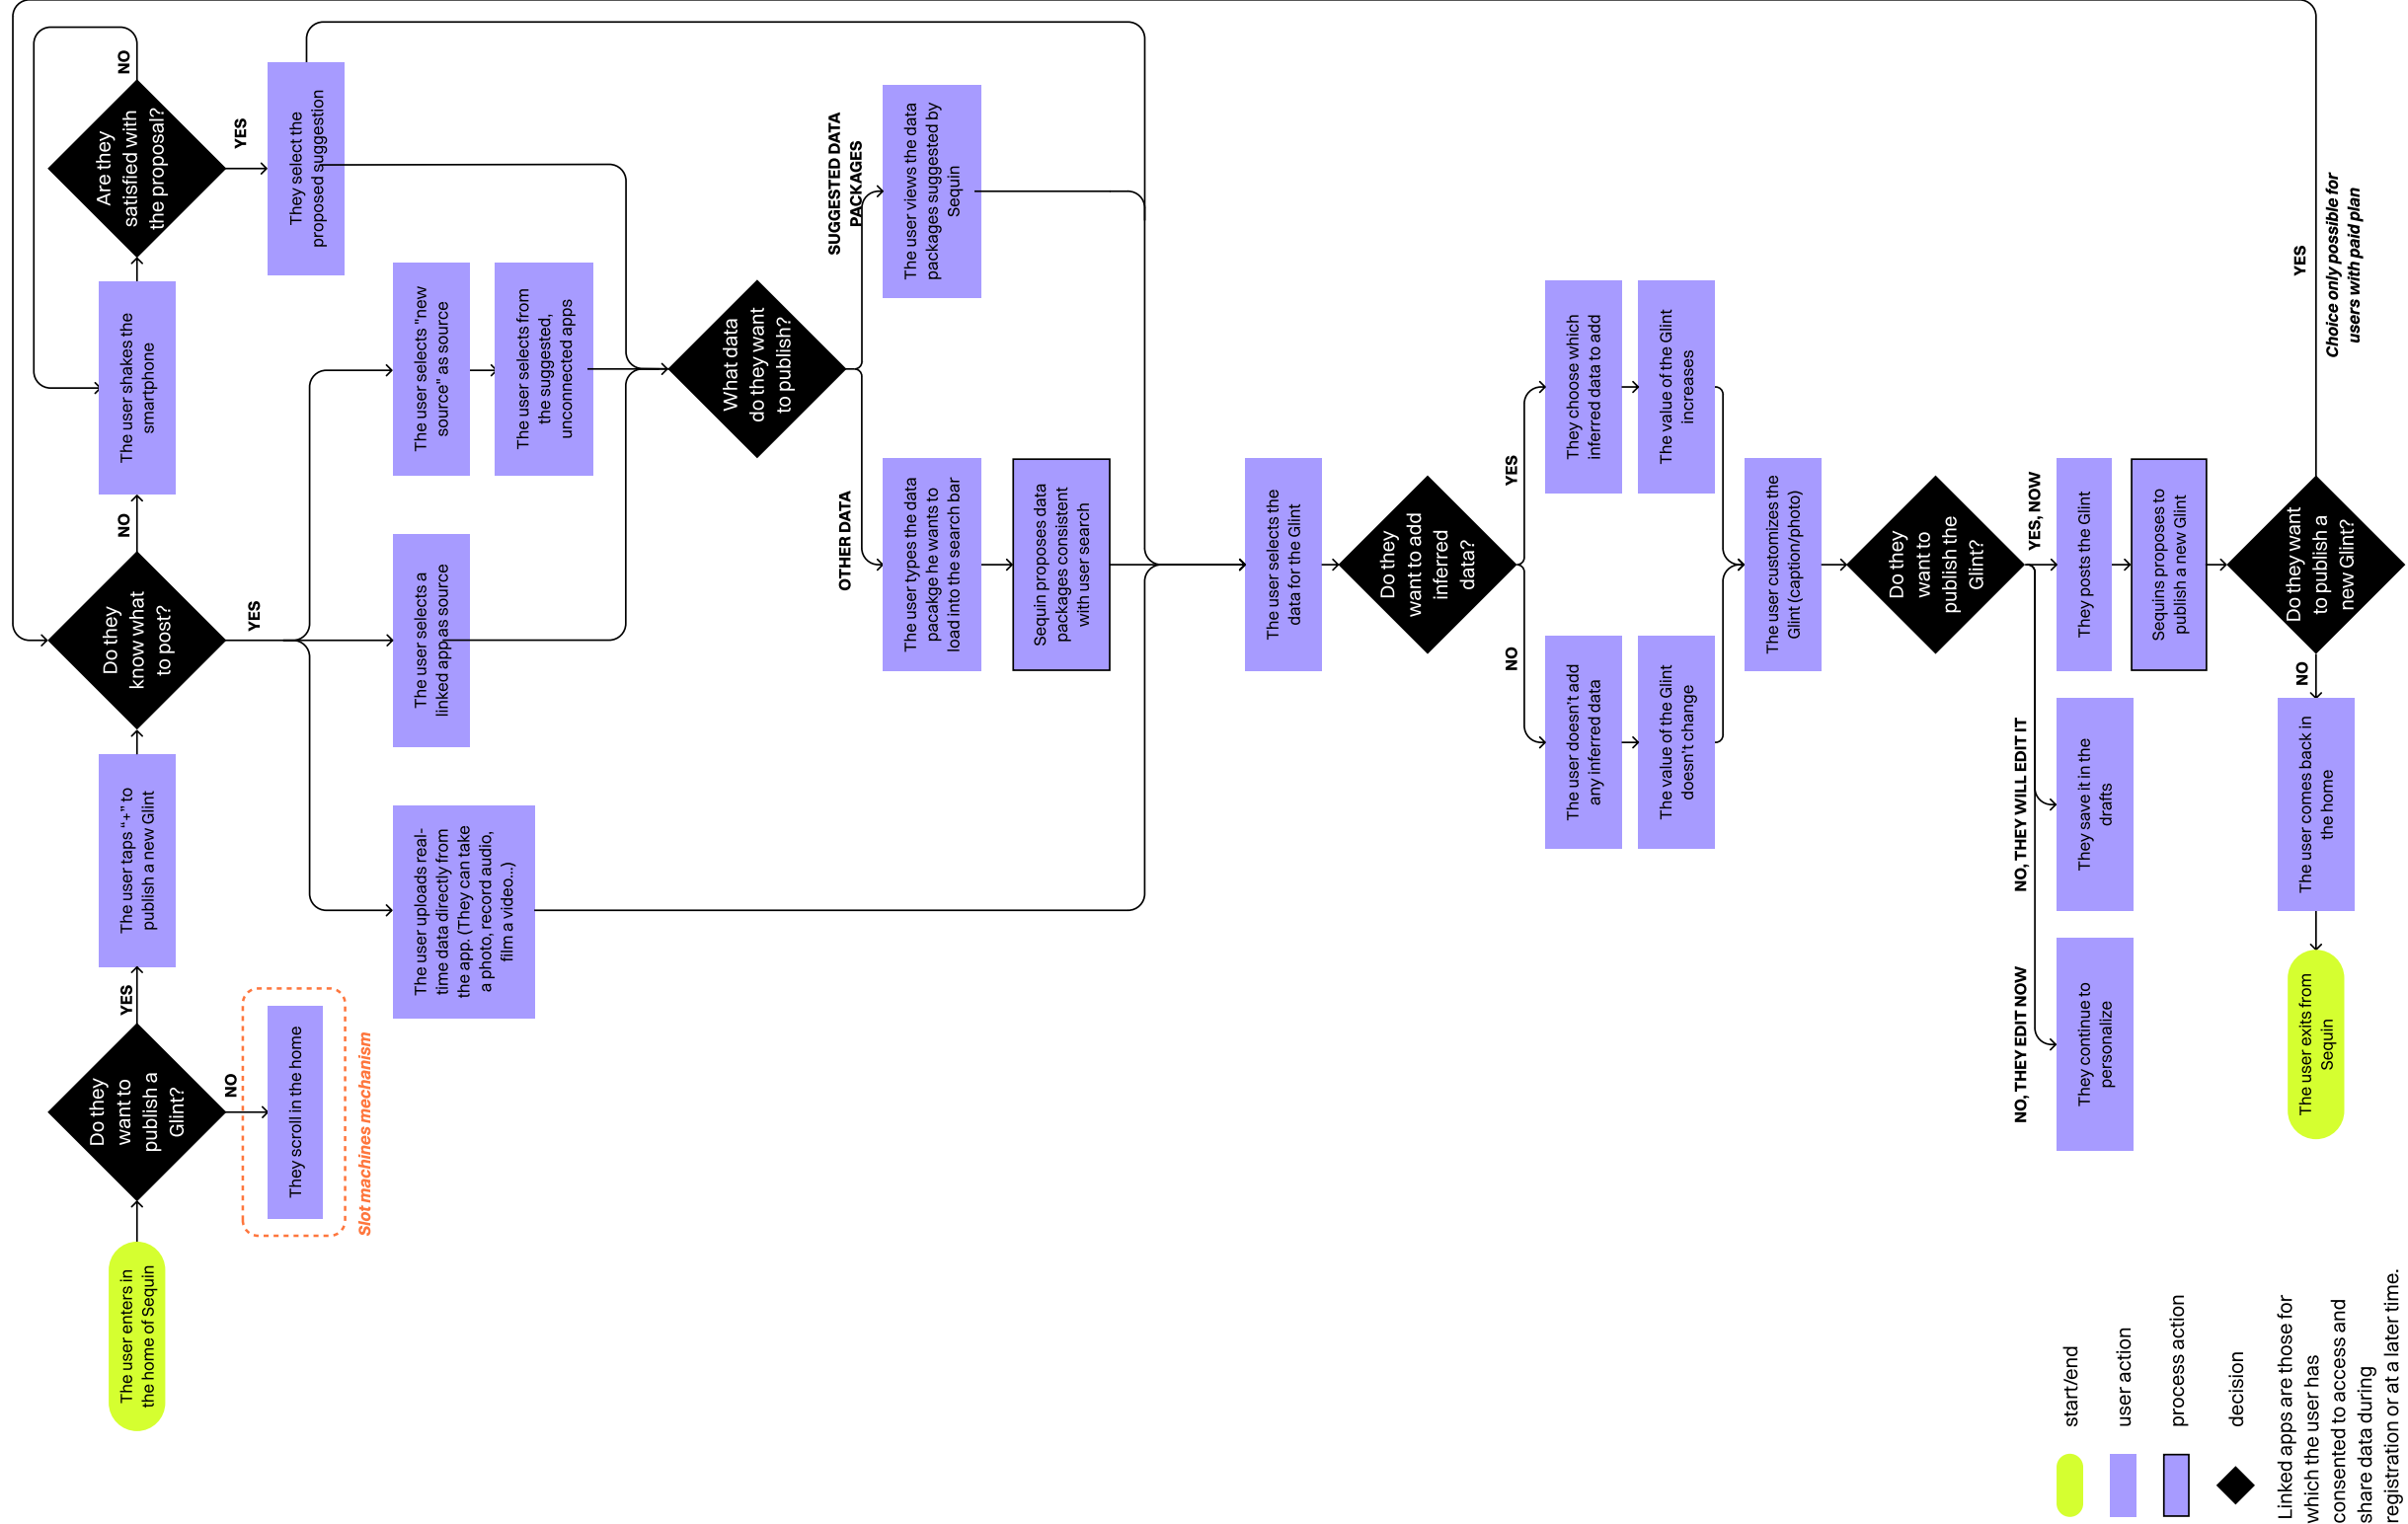 The user enters in
the home of Sequin
Do they
want to
publish a
Glint?
YES
NO
They scroll in the home
Slot machines mechanism
The user taps “+” to
publish a new Glint
Do they
know what
to post?
NO
YES
The user shakes the
smartphone
Are they
satisfied with
the proposal?
NO
YES
They select the
proposed suggestion
The user uploads real-
time data directly from
the app. (They can take
a photo, record audio,
film a video...)
The user selects a
linked app as source
The user selects "new
source" as source
The user selects from
the suggested,
unconnected apps
What data
do they want
to publish?
OTHER DATA
SUGGESTED DATA
PACKAGES
The user types the data
pacakge he wants to
load into the search bar
The user views the data
packages suggested by
Sequin
Sequin proposes data
packages consistent
with user search
The user selects the
data for the Glint
Do they
want to add
inferred
data?
NO
YES
The user doesn't add
any inferred data
They choose which
inferred data to add
The value of the Glint
doesn't change
The value of the Glint
increases
The user customizes the
Glint (caption/photo)
Do they
want to
publish the
Glint?
NO, THEY EDIT NOW
NO, THEY WILL EDIT IT
YES, NOW
They continue to
personalize
They save it in the
drafts
They posts the Glint
Sequins proposes to
publish a new Glint
Do they want
to publish a
new Glint?
NO
YES
Choice only possible for
users with paid plan
The user comes back in
the home
The user exits from
Sequin
start/end
user action
process action
decision
Linked apps are those for
which the user has
consented to access and
share data during
registration or at a later time.